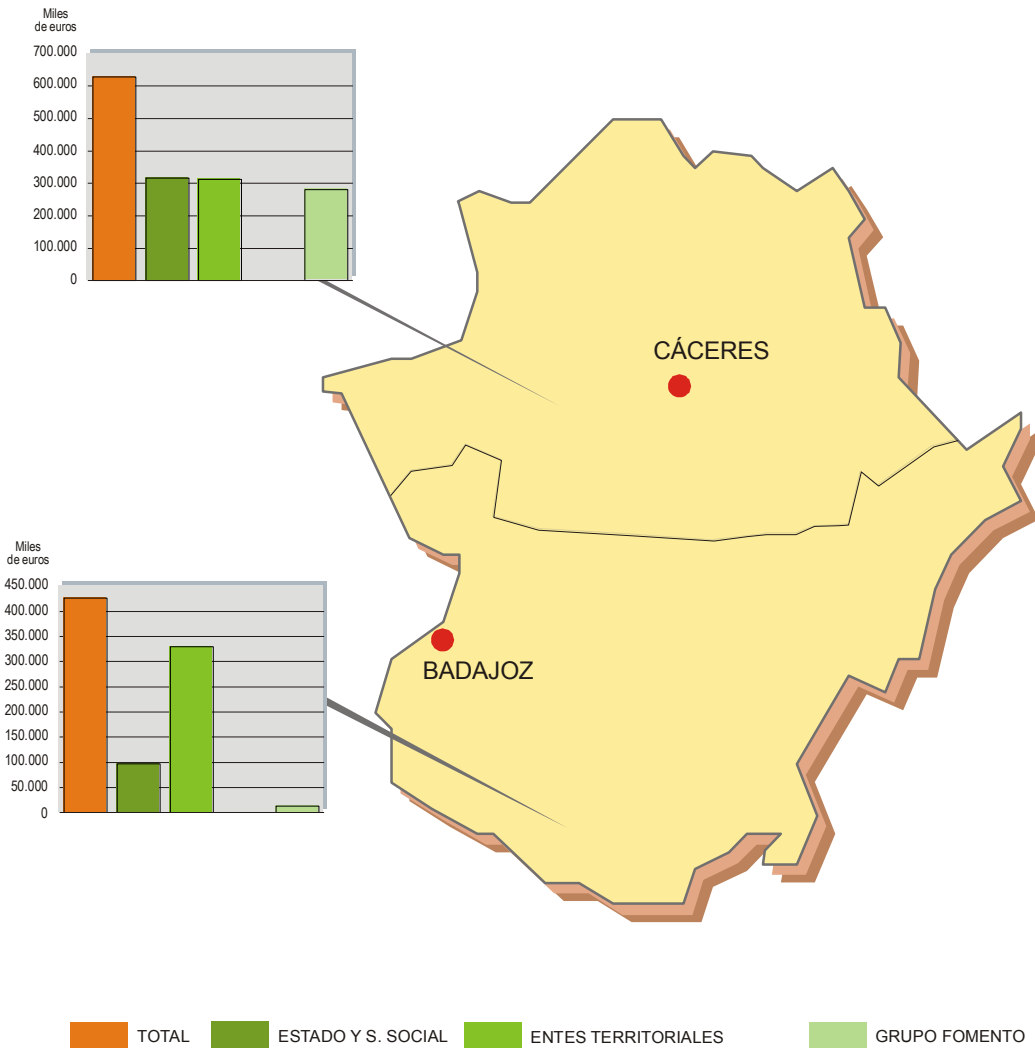 Miles
de euros
700.000
600.000
500.000
400.000
300.000
200.000
100.000
0
CÁCERES
Miles
de euros
450.000
400.000
350.000
300.000
250.000
200.000
150.000
100.000
50.000
0
BADAJOZ
TOTAL
ESTADO Y S. SOCIAL
ENTES TERRITORIALES
GRUPO FOMENTO